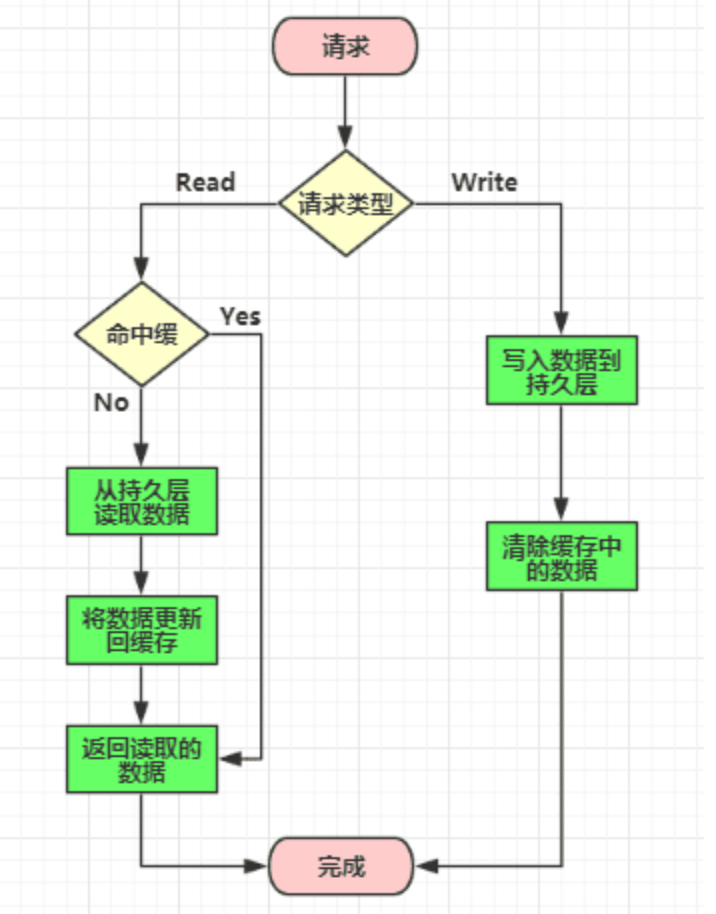 请求
请求类型
Read
Write
命中缓
Yes
No
写入数据到
持久层
从持久层
读取数据
清除缓存中
的数据
将数据更新
回缓存
返回读取的
数据
完成